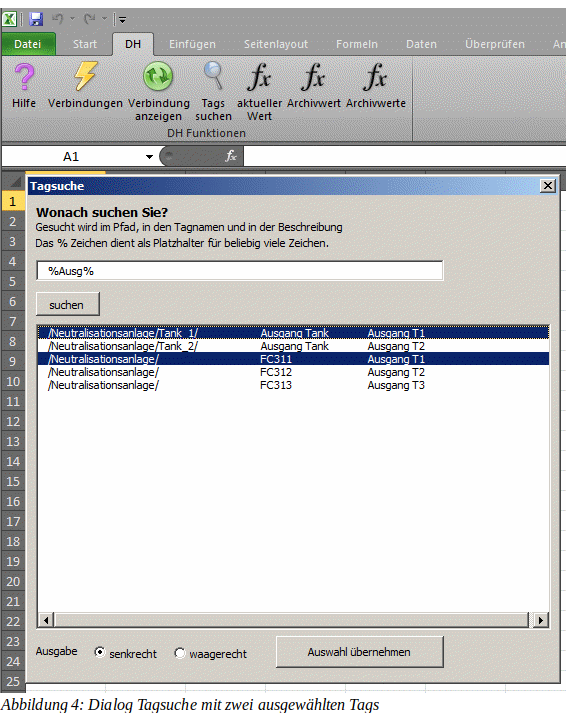 Datei Start DH Einfügen Seitenlayout Formeln Daten Überprüfen An
Hilfe Verbindungen Verbindung anzeigen Tags suchen aktueller Wert Archivwert Archivwerte
DH Funktionen
A1 fx
Tagsuche
Wonach suchen Sie?
Gesucht wird im Pfad, in den Tagnamen und in der Beschreibung
Das % Zeichen dient als Platzhalter für beliebig viele Zeichen.
%Ausg%
suchen
/Neutralisationsanlage/Tank_1/ Ausgang Tank Ausgang T1
/Neutralisationsanlage/Tank_2/ Ausgang Tank Ausgang T2
/Neutralisationsanlage/ FC311 Ausgang T1
/Neutralisationsanlage/ FC312 Ausgang T2
/Neutralisationsanlage/ FC313 Ausgang T3
Ausgabe senkrecht waagerecht Auswahl übernehmen
1
2
3
4
5
6
7
8
9
10
11
12
13
14
15
16
17
18
19
20
21
22
23
24
25
Abbildung 4: Dialog Tagsuche mit zwei ausgewählten Tags